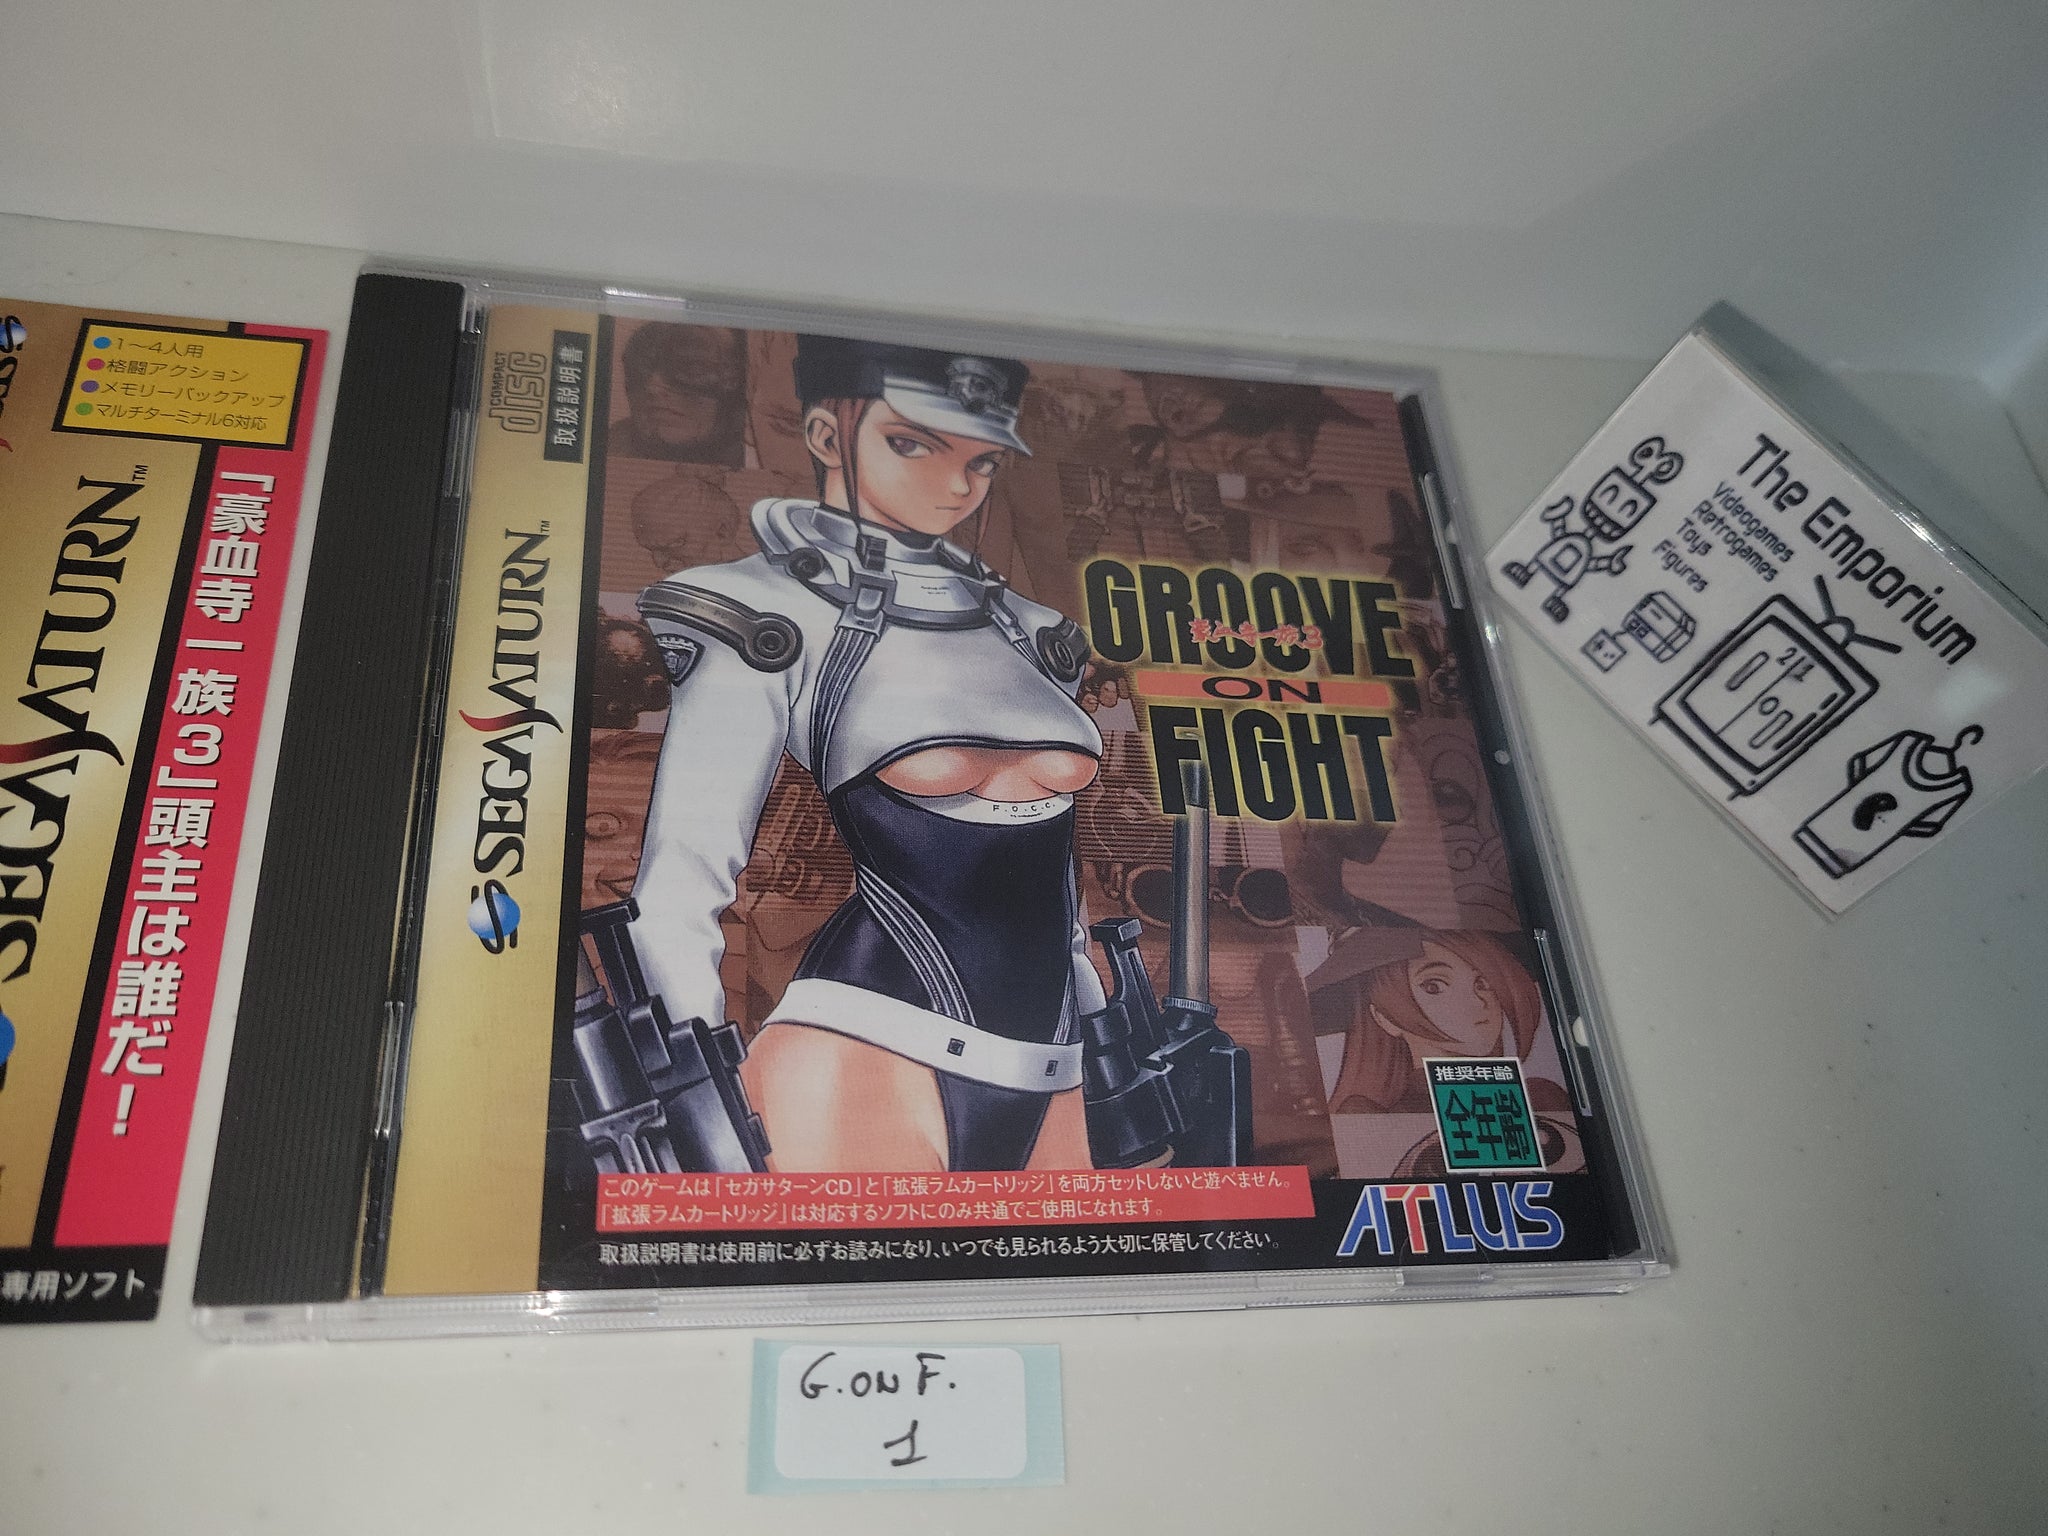 1〜4人用
格闘アクション
メモリーバックアップ
マルチターミナル6対応
SATURN™
「豪血寺一族3」頭主は誰だ!
専用ソフト
COMPACT
disc
取扱説明書
SEGA SATURN™
GROOVE
豪血寺一族3
ON
FIGHT
F.O.C.C.
推奨年齢
全年齢
このゲームは「セガサターンCD」と「拡張ラムカートリッジ」を両方セットしないと遊べません。
「拡張ラムカートリッジ」は対応するソフトにのみ共通でご使用になれます。
取扱説明書は使用前に必ずお読みになり、いつでも見られるよう大切に保管してください。
ATLUS
The Emporium
Videogames
Retrogames
Toys
Figures
211
G.ON F.
1